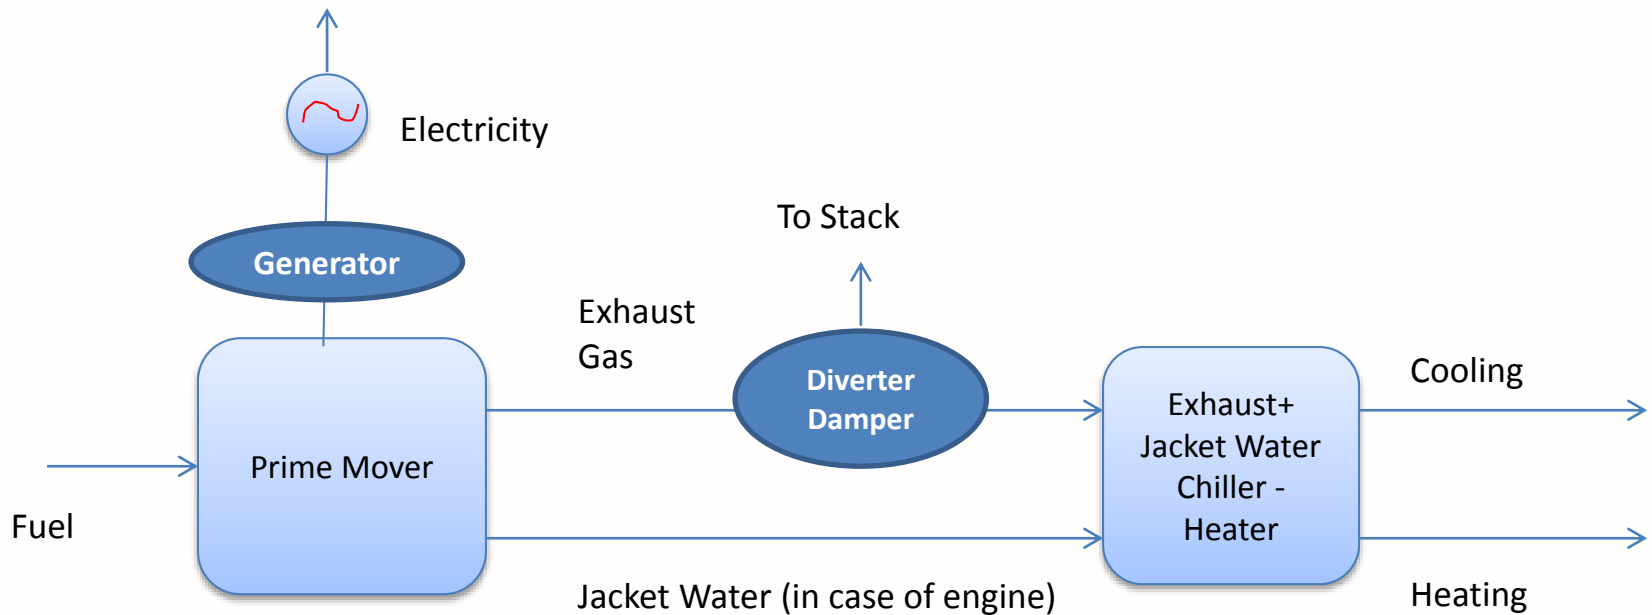 Electricity
To Stack
Generator
Exhaust
Gas
Diverter
Damper
Cooling
Exhaust+
Jacket Water
Chiller -
Heater
Prime Mover
Fuel
Jacket Water (in case of engine)
Heating